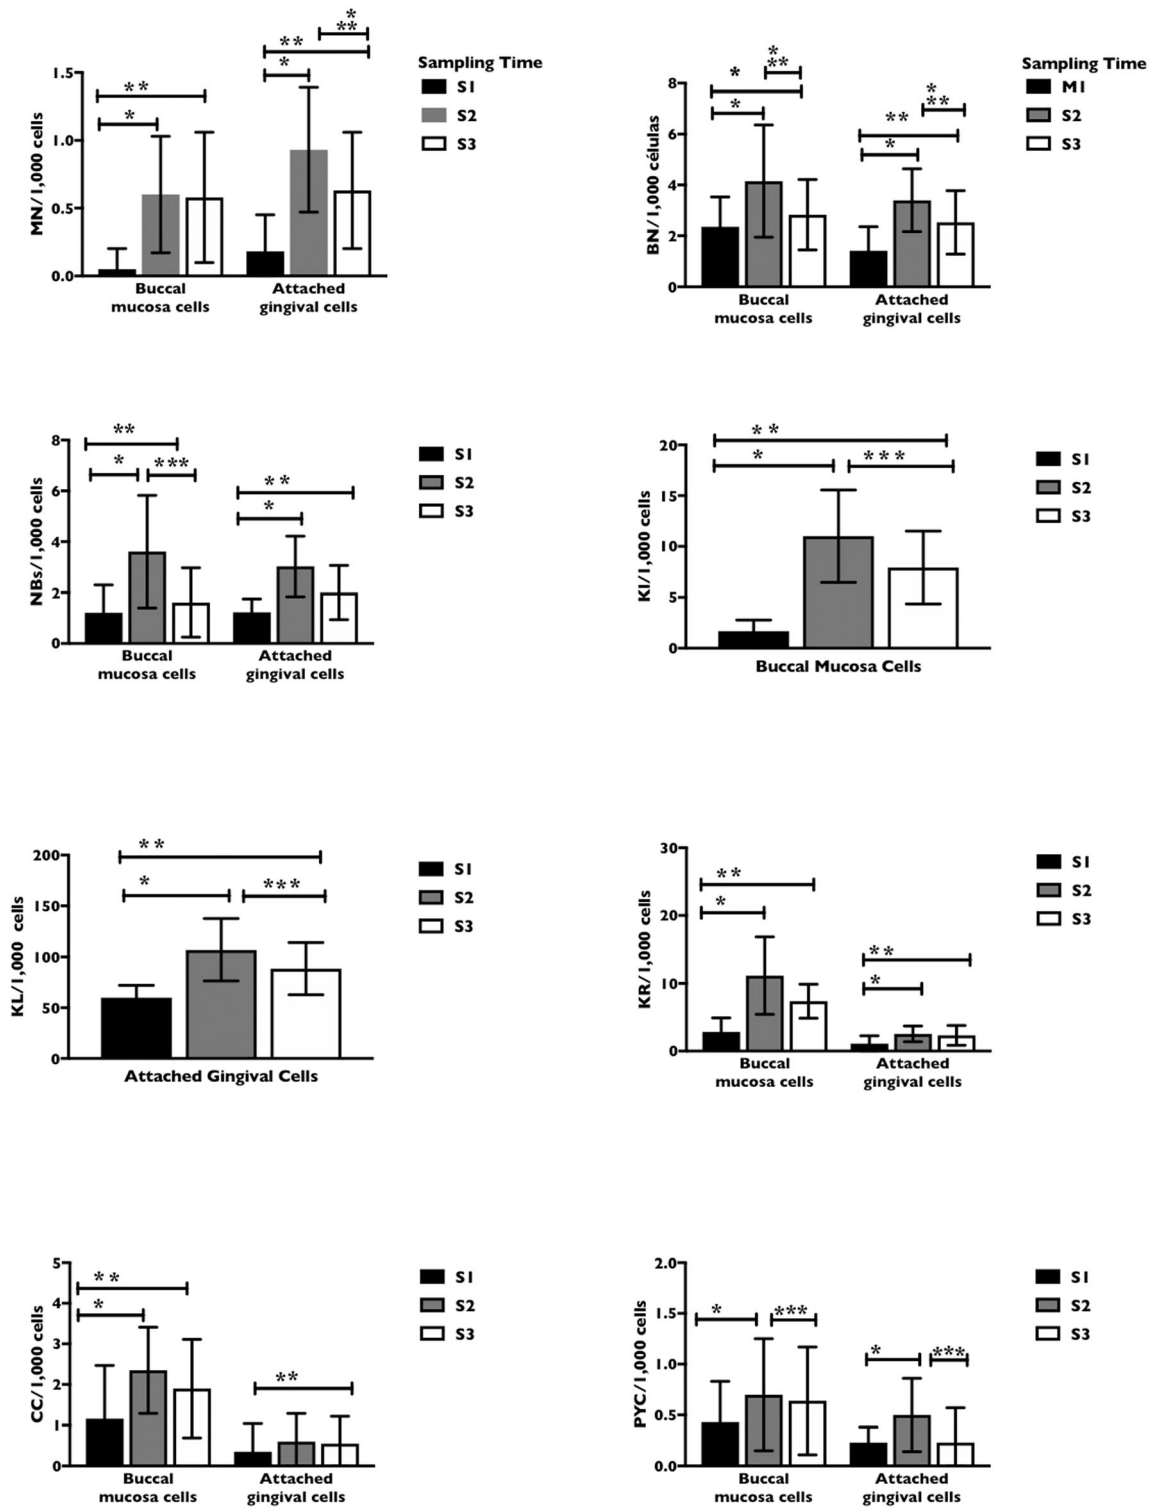 *
**
**
*
**
*
1.5
1.0
0.5
0.0
MN/1,000 cells
Buccal
mucosa cells
Attached
gingival cells
Sampling Time
S1
S2
S3
*
**
*
*
*
**
**
*
8
6
4
2
0
BN/1,000 células
Buccal
mucosa cells
Attached
gingival cells
Sampling Time
M1
S2
S3
**
*
***
**
*
8
6
4
2
0
NBs/1,000 cells
Buccal
mucosa cells
Attached
gingival cells
S1
S2
S3
**
*
***
20
15
10
5
0
KI/1,000 cells
Buccal Mucosa Cells
S1
S2
S3
**
*
***
200
150
100
50
0
KL/1,000 cells
Attached Gingival Cells
S1
S2
S3
**
*
**
*
30
20
10
0
KR/1,000 cells
Buccal
mucosa cells
Attached
gingival cells
S1
S2
S3
**
*
**
5
4
3
2
1
0
CC/1,000 cells
Buccal
mucosa cells
Attached
gingival cells
S1
S2
S3
*
***
*
***
2.0
1.5
1.0
0.5
0.0
PYC/1,000 cells
Buccal
mucosa cells
Attached
gingival cells
S1
S2
S3